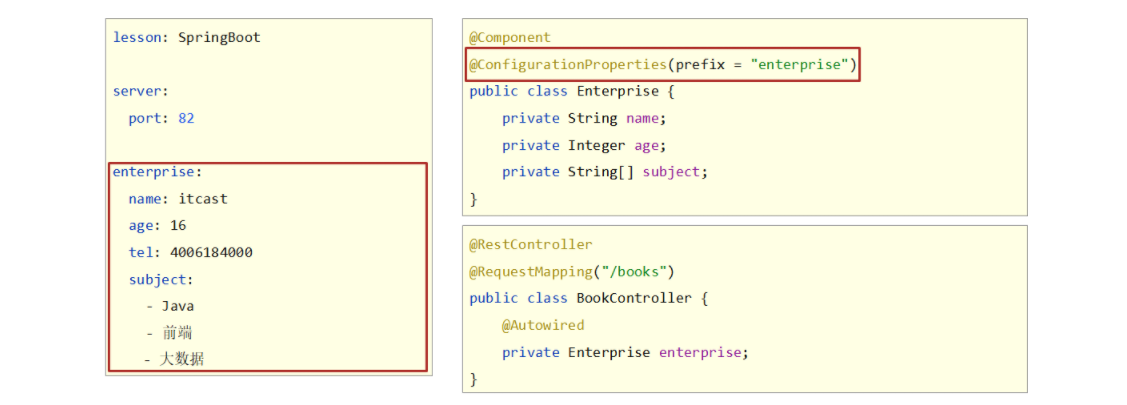 lesson: SpringBoot
server:
  port: 82
enterprise:
  name: itcast
  age: 16
  tel: 4006184000
  subject:
    - Java
    - 前端
    - 大数据
@Component
@ConfigurationProperties(prefix = "enterprise")
public class Enterprise {
    private String name;
    private Integer age;
    private String[] subject;
}
@RestController
@RequestMapping("/books")
public class BookController {
    @Autowired
    private Enterprise enterprise;
}